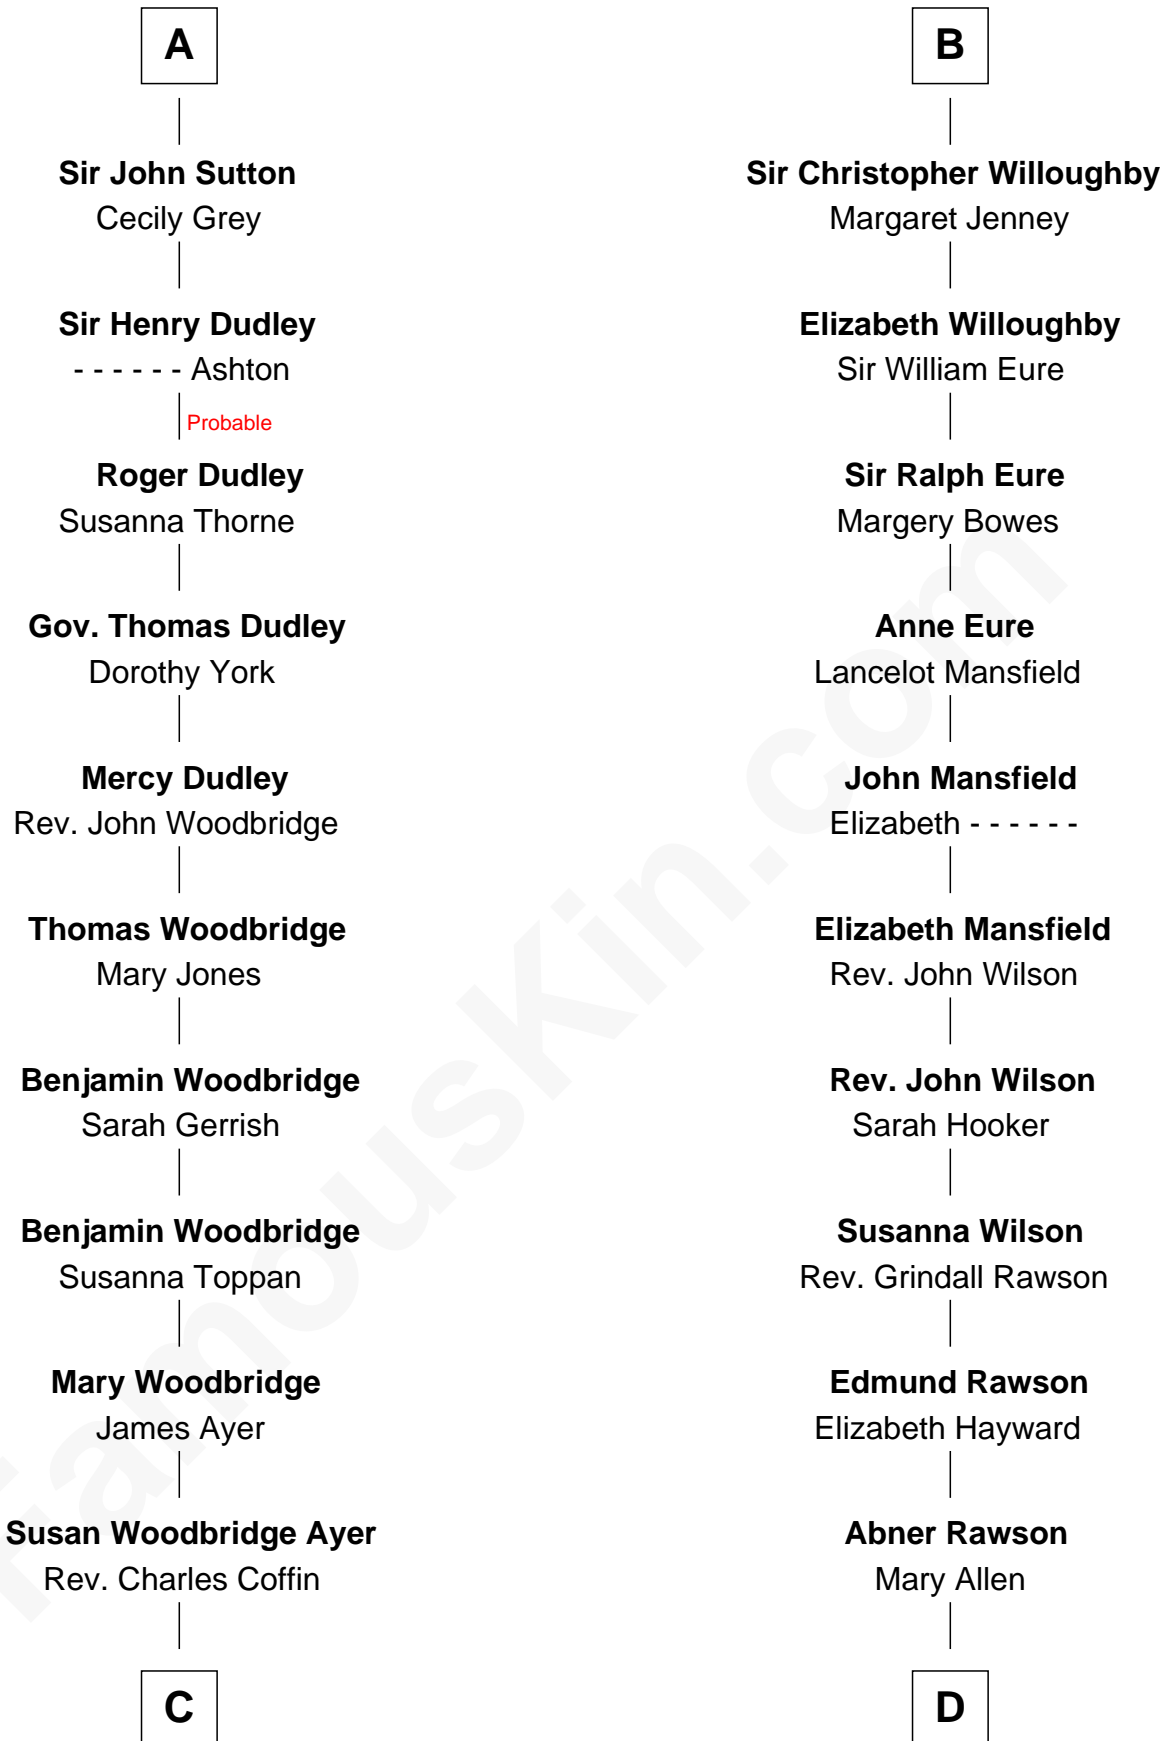 A
Sir John Sutton
Cecily Grey
Sir Henry Dudley
- - - - - - Ashton
Probable
Roger Dudley
Susanna Thorne
Gov. Thomas Dudley
Dorothy York
Mercy Dudley
Rev. John Woodbridge
Thomas Woodbridge
Mary Jones
Benjamin Woodbridge
Sarah Gerrish
Benjamin Woodbridge
Susanna Toppan
Mary Woodbridge
James Ayer
Susan Woodbridge Ayer
Rev. Charles Coffin
C
B
Sir Christopher Willoughby
Margaret Jenney
Elizabeth Willoughby
Sir William Eure
Sir Ralph Eure
Margery Bowes
Anne Eure
Lancelot Mansfield
John Mansfield
Elizabeth - - - - - -
Elizabeth Mansfield
Rev. John Wilson
Rev. John Wilson
Sarah Hooker
Susanna Wilson
Rev. Grindall Rawson
Edmund Rawson
Elizabeth Hayward
Abner Rawson
Mary Allen
D
FamousKin.com